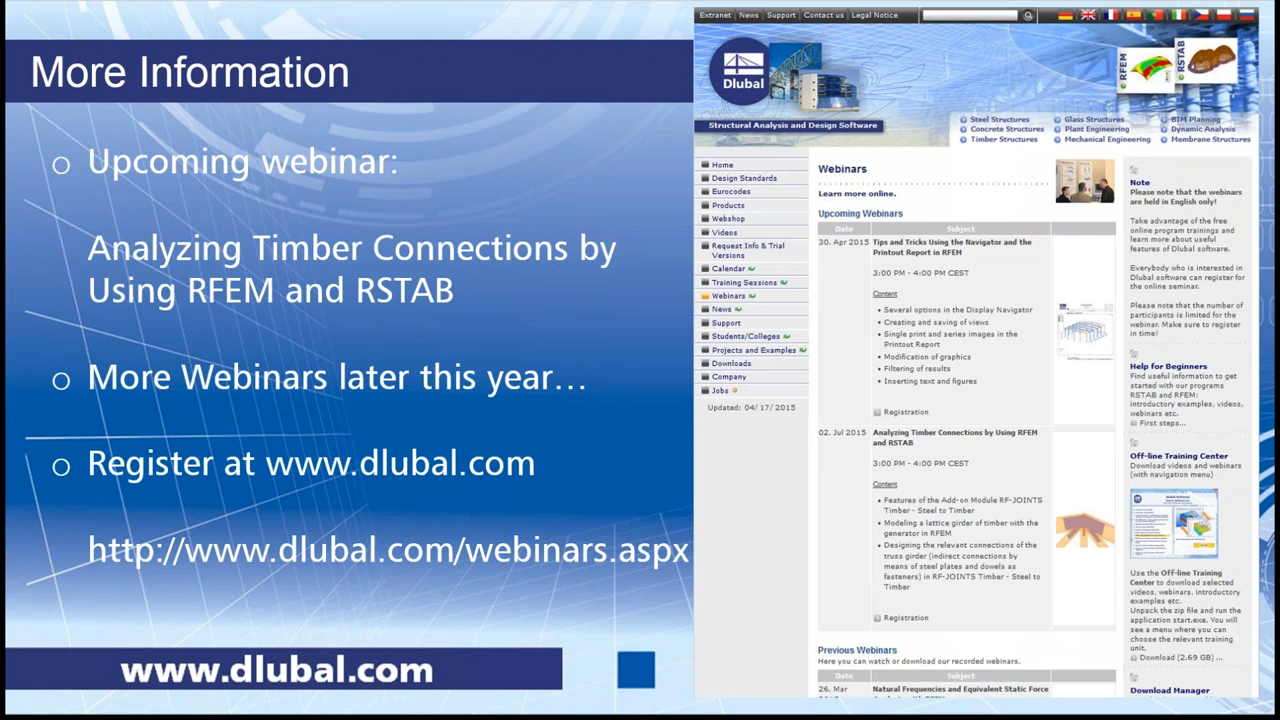 More Information
o Upcoming webinar:
Analyzing Timber Connections by
Using RFEM and RSTAB
o More Webinars later this year...
o Register at www.dlubal.com
http://www.dlubal.com/webinars.aspx
www.dlubal.com
Extranet News Support Contact us Legal Notice
Dlubal
RFEM
RSTAB
Structural Analysis and Design Software
Steel Structures Glass Structures BIM Planning
Concrete Structures Plant Engineering Dynamic Analysis
Timber Structures Mechanical Engineering Membrane Structures
Home
Design Standards
Eurocodes
Products
Webshop
Videos
Request Info & Trial
Versions
Calendar
Training Sessions
Webinars
News
Support
Students/Colleges
Projects and Examples
Downloads
Company
Jobs
Updated: 04/ 17/ 2015
Webinars
Learn more online.
Upcoming Webinars
Date Subject
30. Apr 2015 Tips and Tricks Using the Navigator and the
Printout Report in RFEM
3:00 PM - 4:00 PM CEST
Content
• Several options in the Display Navigator
• Creating and saving of views
• Single print and series images in the
Printout Report
• Modification of graphics
• Filtering of results
• Inserting text and figures
Registration
02. Jul 2015 Analyzing Timber Connections by Using RFEM
and RSTAB
3:00 PM - 4:00 PM CEST
Content
• Features of the Add-on Module RF-JOINTS
Timber - Steel to Timber
• Modeling a lattice girder of timber with the
generator in RFEM
• Designing the relevant connections of the
truss girder (indirect connections by
means of steel plates and dowels as
fasteners) in RF-JOINTS Timber - Steel to
Timber
Registration
Previous Webinars
Here you can watch or download our recorded webinars.
Date Subject
26. Mar Natural Frequencies and Equivalent Static Force
Note
Please note that the webinars
are held in English only!
Take advantage of the free
online program trainings and
learn more about useful
features of Dlubal software.
Everybody who is interested in
Dlubal software can register for
the online seminar.
Please note that the number of
participants is limited for the
webinar. Make sure to register
in time!
Help for Beginners
Find useful information to get
started with our programs
RSTAB and RFEM:
introductory examples, videos,
webinars etc.
First steps...
Off-line Training Center
Download videos and webinars
(with navigation menu)
Use the Off-line Training
Center to download selected
videos, webinars, introductory
examples etc.
Unpack the zip file and run the
application start.exe. You will
see a menu where you can
choose the relevant training
unit.
Download (2.69 GB) ...
Download Manager